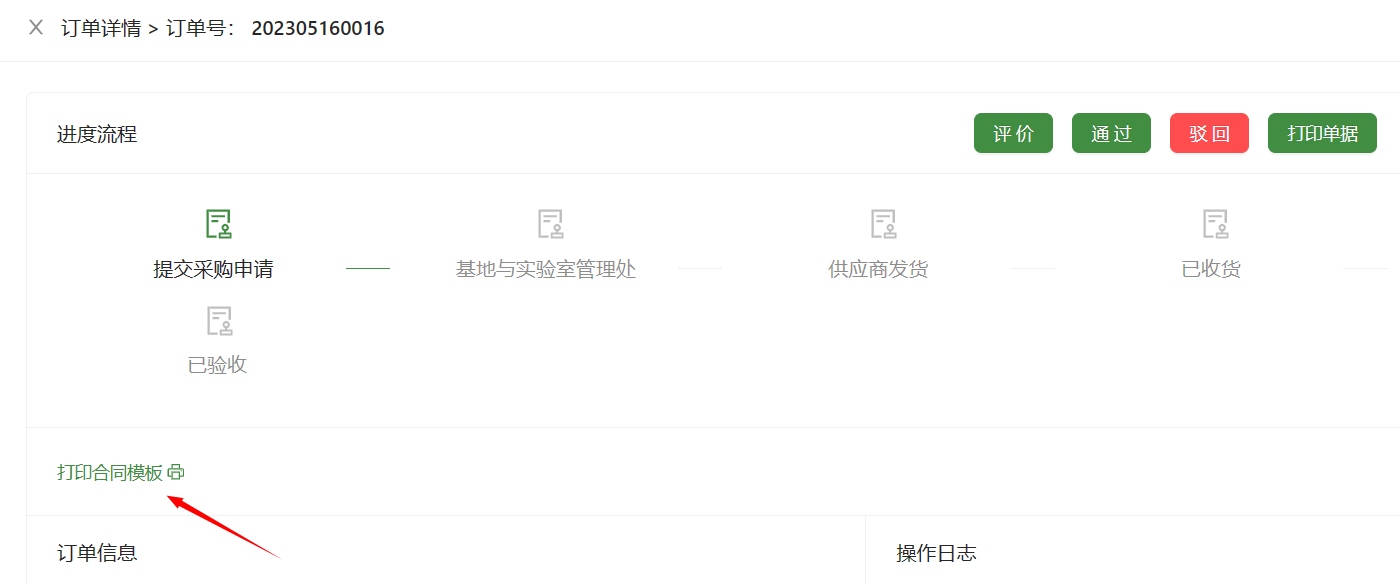 订单详情 > 订单号： 202305160016
进度流程
评价 通过 驳回 打印单据
提交采购申请 基地与实验室管理处 供应商发货 已收货
已验收
打印合同模板
订单信息 操作日志